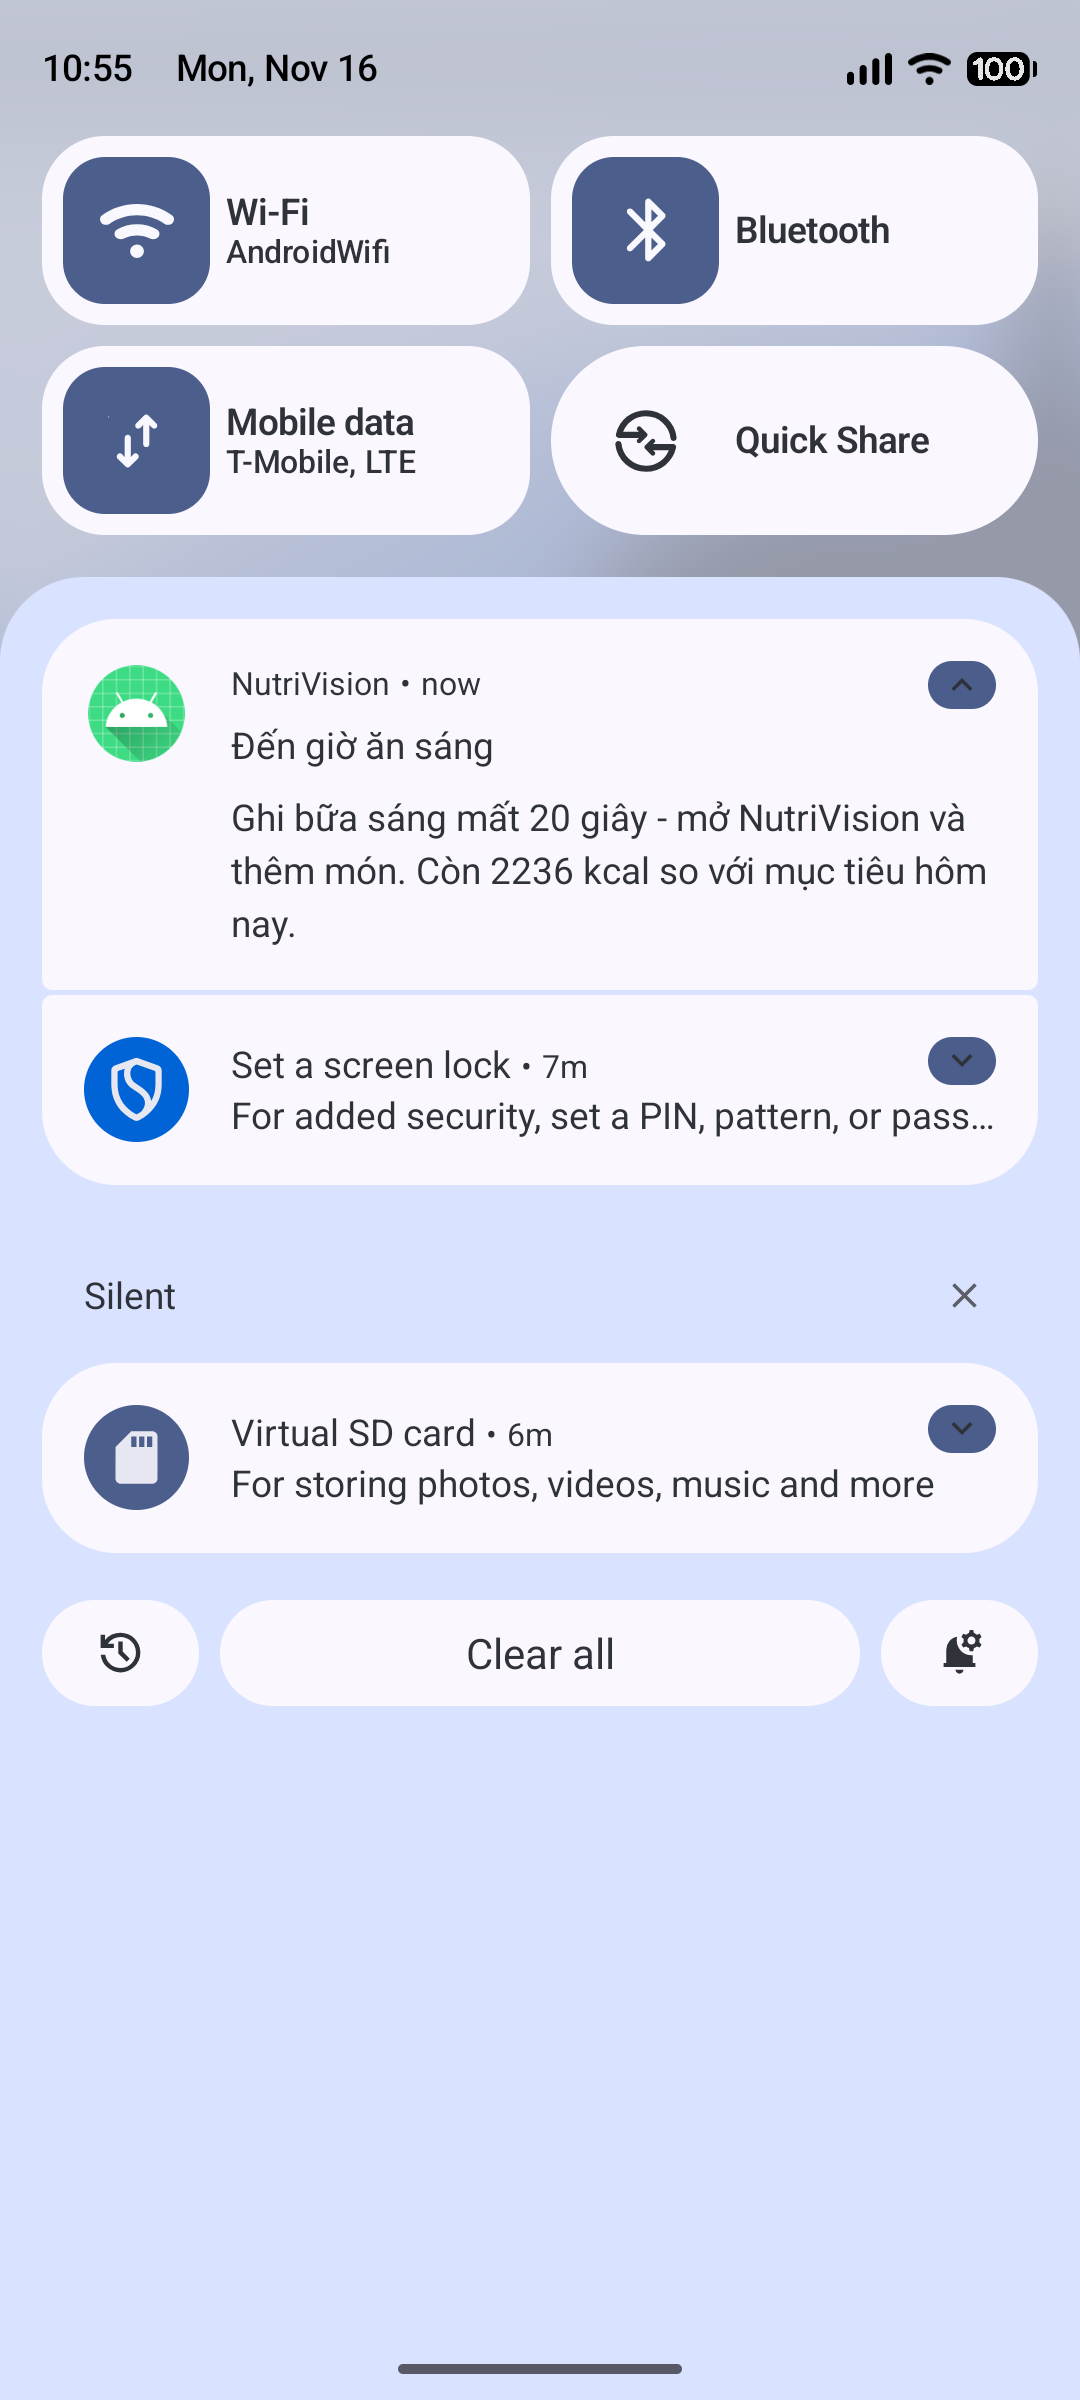 10:55 Mon, Nov 16 100
Wi-Fi
AndroidWifi
Bluetooth
Mobile data
T-Mobile, LTE
Quick Share
NutriVision • now
Đến giờ ăn sáng
Ghi bữa sáng mất 20 giây - mở NutriVision và
thêm món. Còn 2236 kcal so với mục tiêu hôm
nay.
Set a screen lock • 7m
For added security, set a PIN, pattern, or pass…
Silent
Virtual SD card • 6m
For storing photos, videos, music and more
Clear all